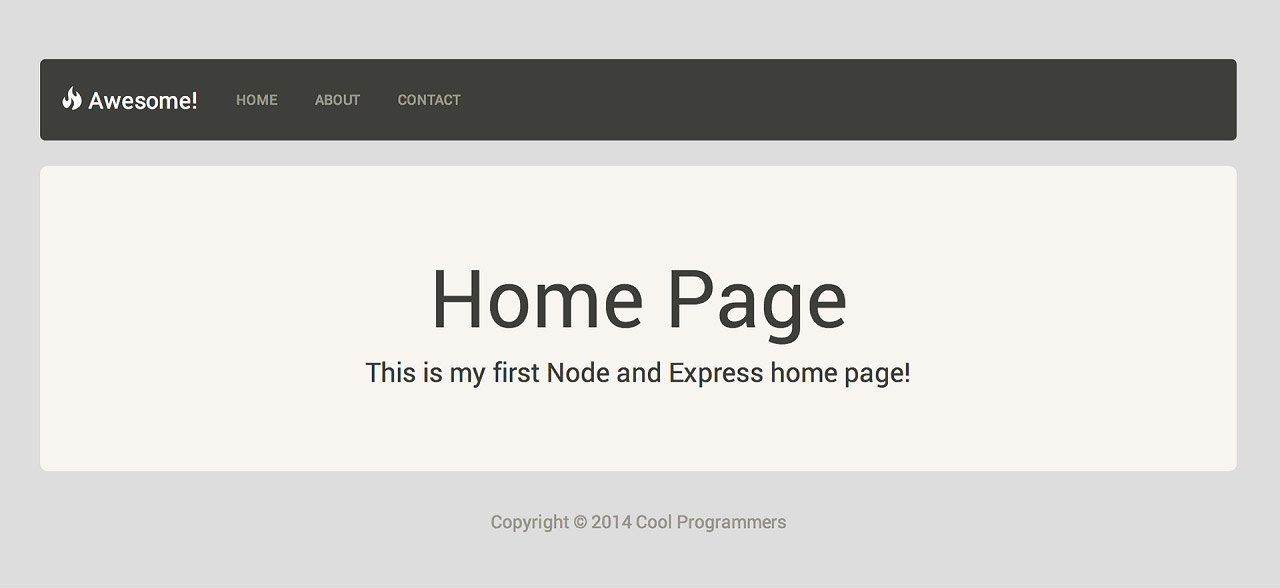 Awesome! HOME ABOUT CONTACT
Home Page
This is my first Node and Express home page!
Copyright © 2014 Cool Programmers